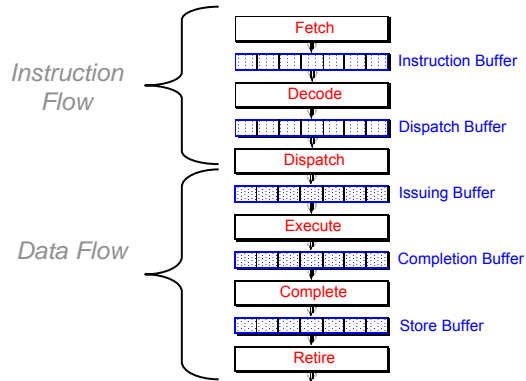 Fetch
Instruction Buffer
Instruction
Flow
Decode
Dispatch Buffer
Dispatch
Issuing Buffer
Execute
Data Flow
Completion Buffer
Complete
Store Buffer
Retire